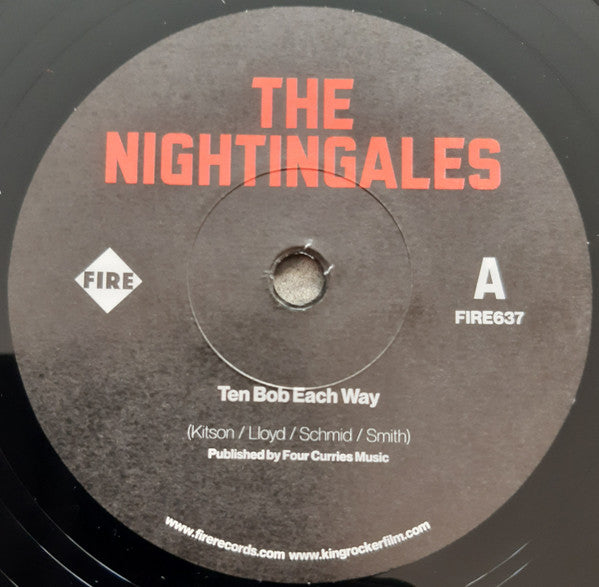 THE
NIGHTINGALES
FIRE
A
FIRE637
Ten Bob Each Way
(Kitson / Lloyd / Schmid / Smith)
Published by Four Curries Music
www.firerecords.com www.kingrockerfilm.com